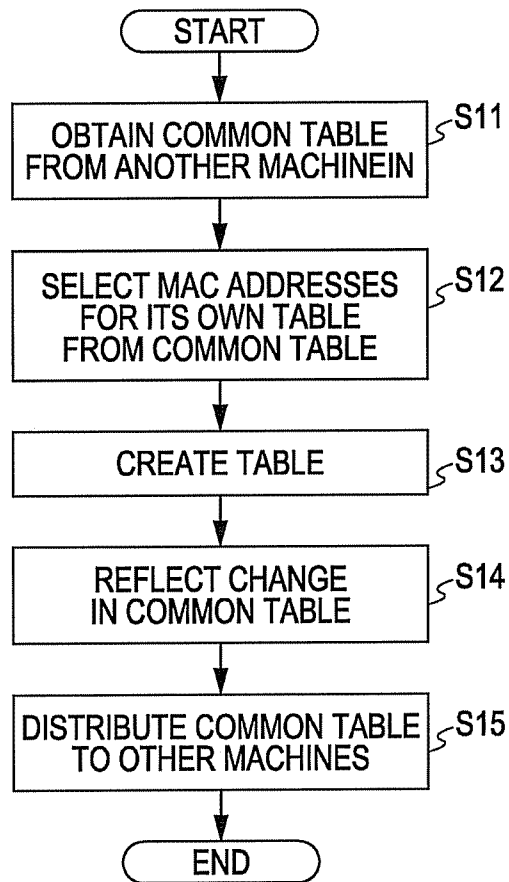 START
OBTAIN COMMON TABLE
FROM ANOTHER MACHINEIN
S11
SELECT MAC ADDRESSES
FOR ITS OWN TABLE
FROM COMMON TABLE
S12
CREATE TABLE
S13
REFLECT CHANGE
IN COMMON TABLE
S14
DISTRIBUTE COMMON TABLE
TO OTHER MACHINES
S15
END